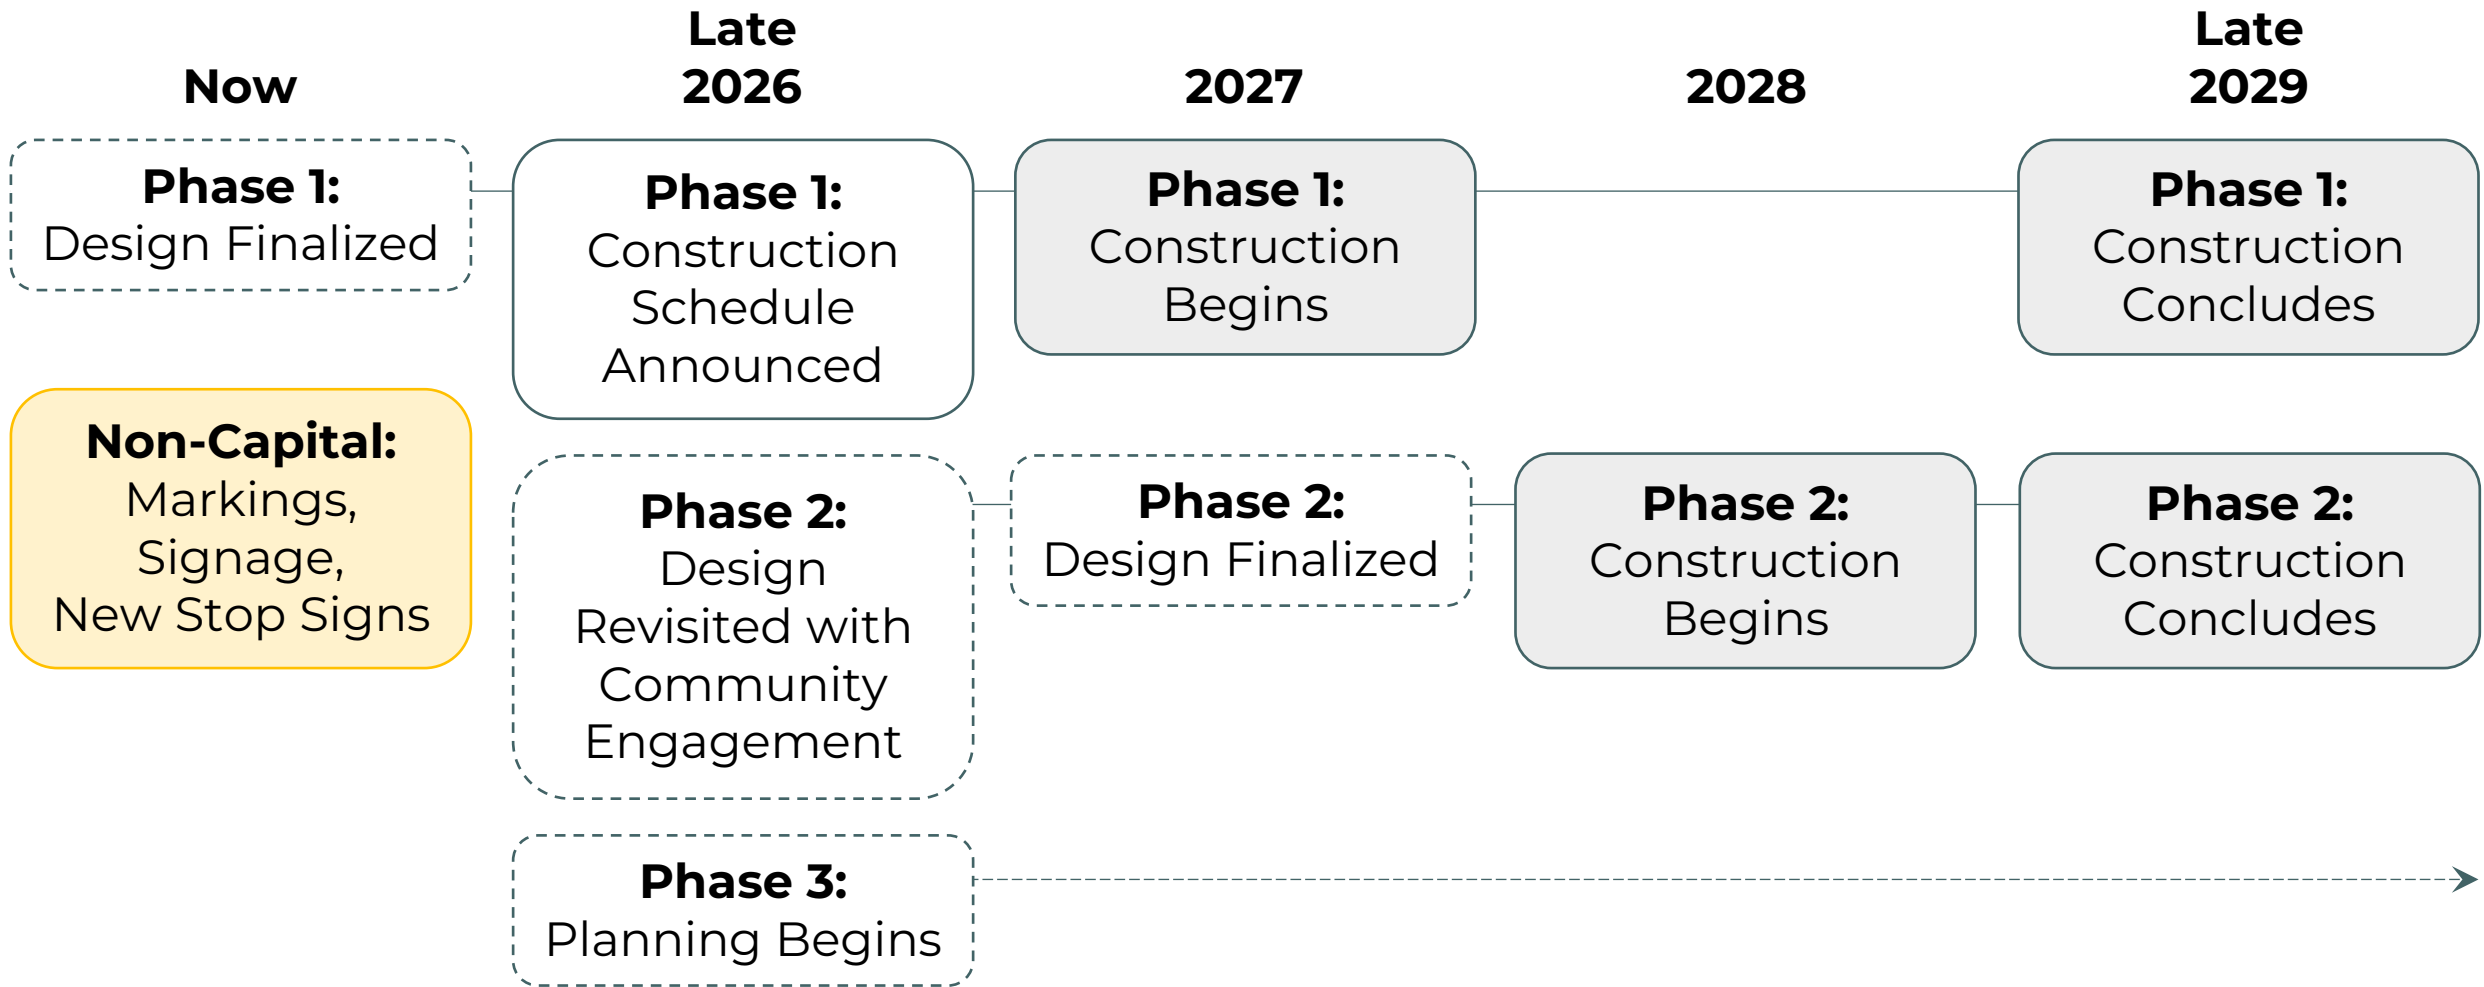 Now
Late
2026
2027
2028
Late
2029
Phase 1:
Design Finalized
Phase 1:
Construction
Schedule
Announced
Phase 1:
Construction
Begins
Phase 1:
Construction
Concludes
Non-Capital:
Markings,
Signage,
New Stop Signs
Phase 2:
Design
Revisited with
Community
Engagement
Phase 2:
Design Finalized
Phase 2:
Construction
Begins
Phase 2:
Construction
Concludes
Phase 3:
Planning Begins